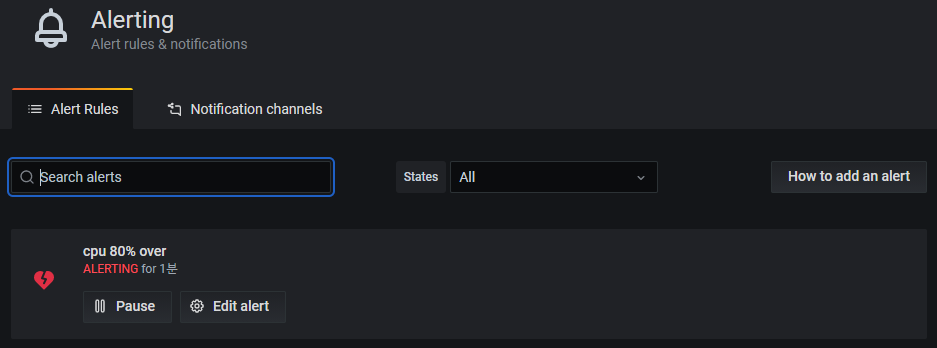 Alerting
Alert rules & notifications
Alert Rules
Notification channels
Search alerts
States
All
How to add an alert
cpu 80% over
ALERTING for 1분
Pause
Edit alert